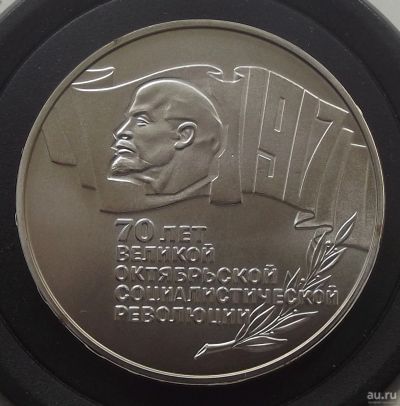 1917
70 ЛЕТ
ВЕЛИКОЙ
ОКТЯБРЬСКОЙ
СОЦИАЛИСТИЧЕСКОЙ
РЕВОЛЮЦИИ
au.ru